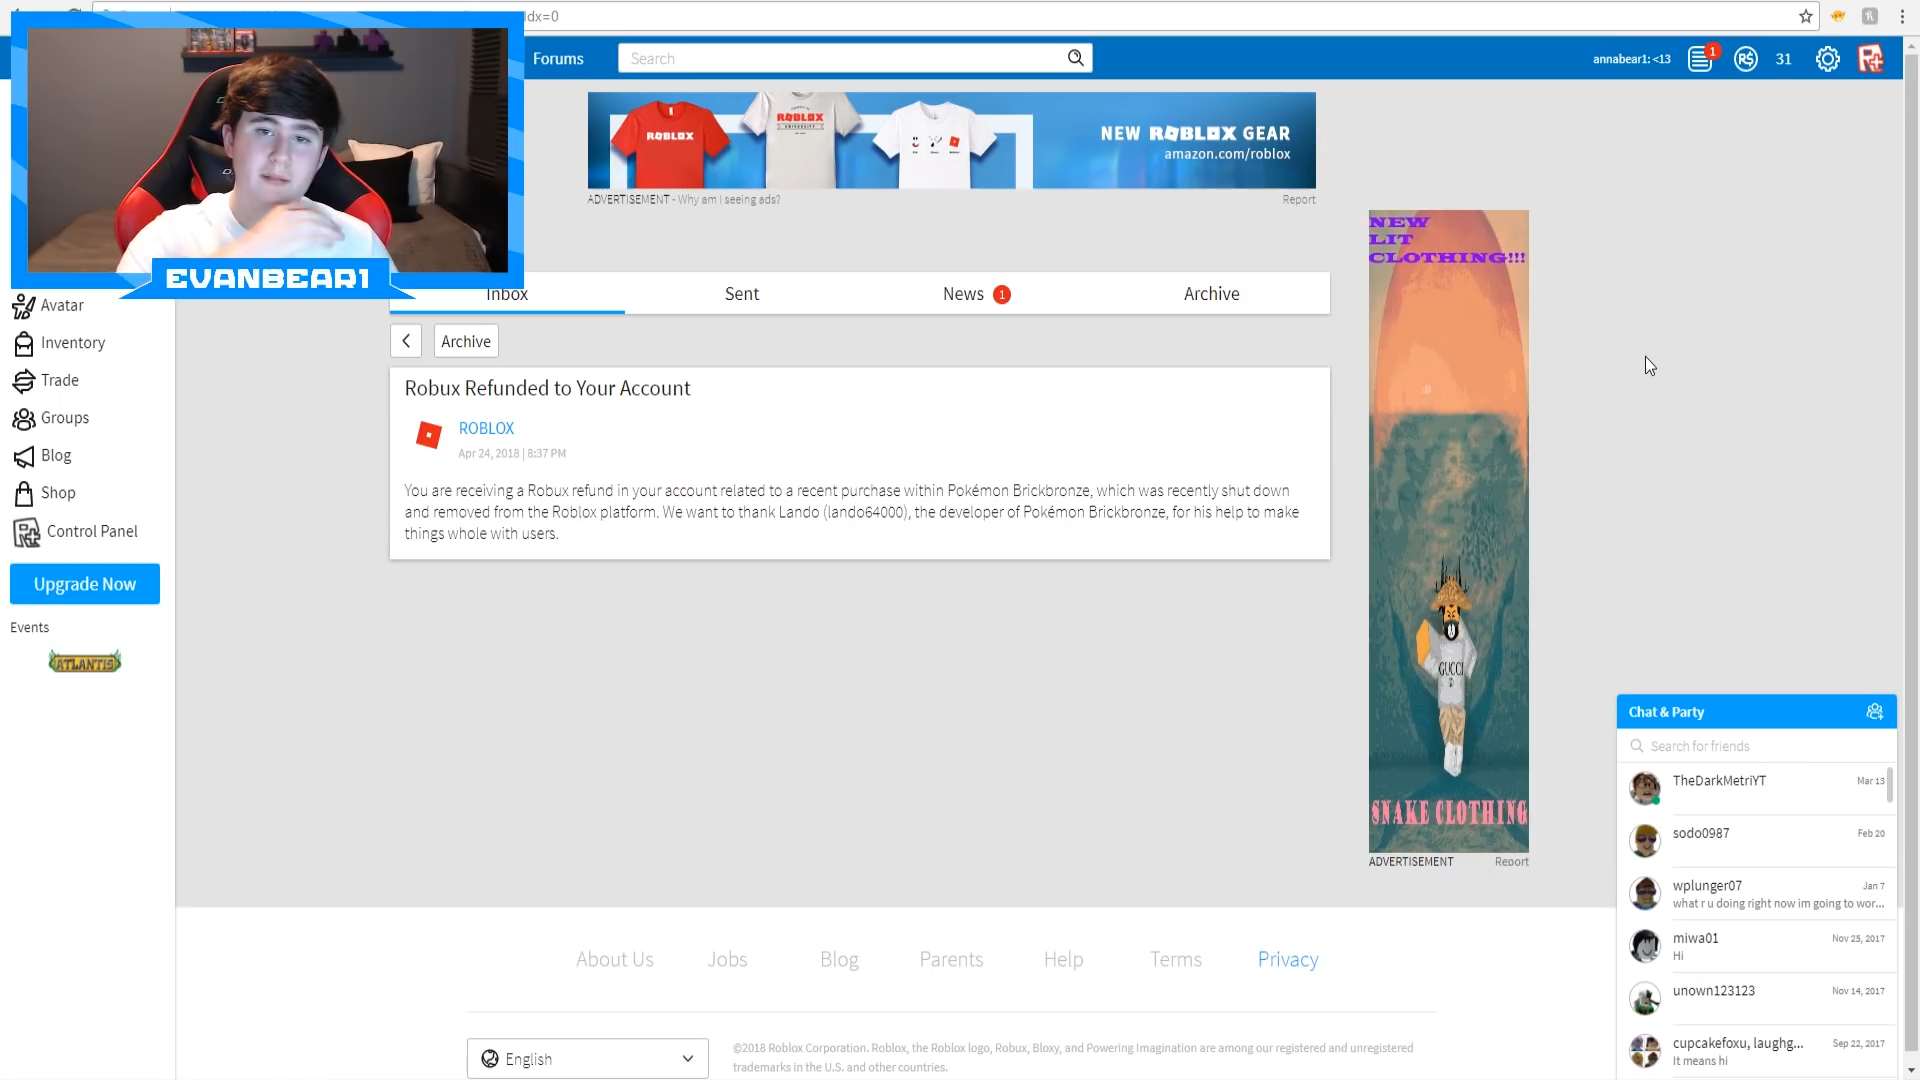 dx=0
Forums
Search
annabear1: <13
1
R$
31
R+
ROBLOX
ROBLOX
UNIVERSITY
NEW ROBLOX GEAR
amazon.com/roblox
ADVERTISEMENT - Why am I seeing ads?
Report
EVANBEAR1
NEW
LIT
CLOTHING!!!
Inbox
Sent
News 1
Archive
Avatar
Inventory
Trade
Groups
Blog
Shop
Control Panel
Upgrade Now
Events
ATLANTIS
Archive
Robux Refunded to Your Account
ROBLOX
Apr 24, 2018 | 8:37 PM
You are receiving a Robux refund in your account related to a recent purchase within Pokémon Brickbronze, which was recently shut down
and removed from the Roblox platform. We want to thank Lando (lando64000), the developer of Pokémon Brickbronze, for his help to make
things whole with users.
GUCCI
SNAKE CLOTHING
ADVERTISEMENT
Report
Chat & Party
Search for friends
TheDarkMetriYT
Mar 13
sodo0987
Feb 20
wplunger07
Jan 7
what r u doing right now im going to wor...
miwa01
Nov 25, 2017
Hi
unown123123
Nov 14, 2017
cupcakefoxu, laughg...
Sep 22, 2017
It means hi
About Us
Jobs
Blog
Parents
Help
Terms
Privacy
English
©2018 Roblox Corporation. Roblox, the Roblox logo, Robux, Bloxy, and Powering Imagination are among our registered and unregistered
trademarks in the U.S. and other countries.